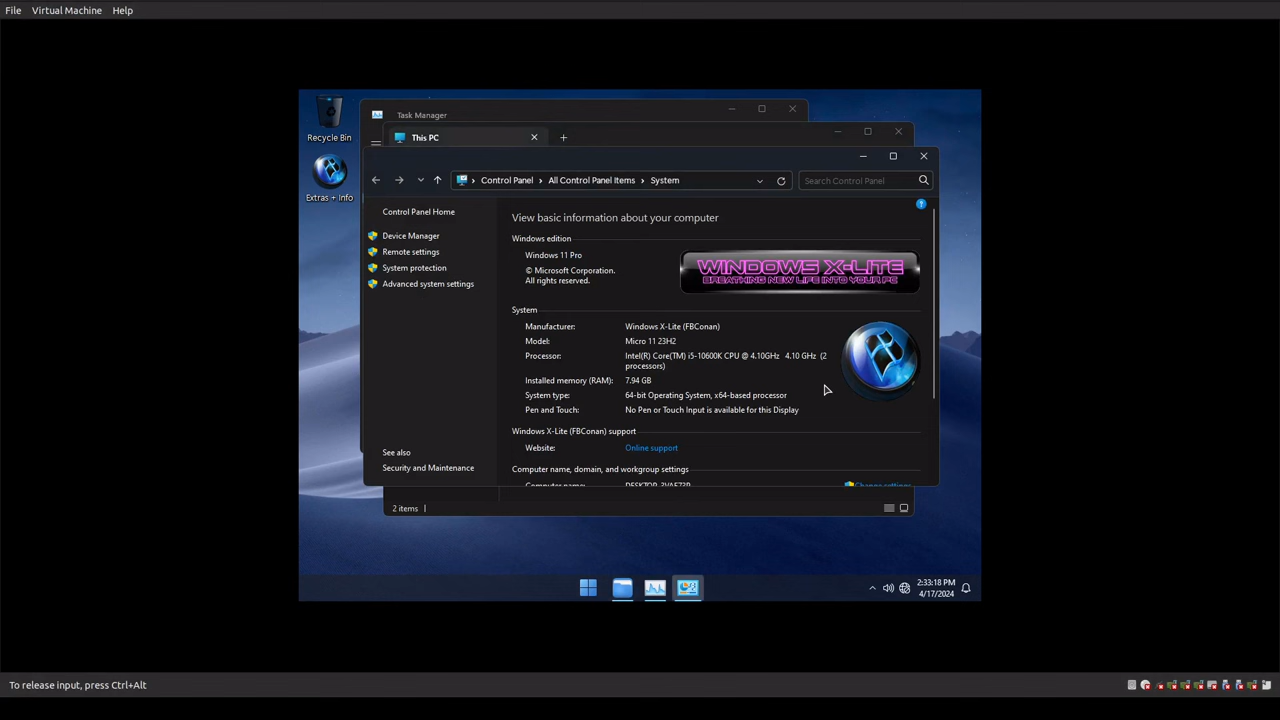 File Virtual Machine Help
Recycle Bin
Extras + Info
Task Manager
This PC
Control Panel All Control Panel Items System
Search Control Panel
Control Panel Home
Device Manager
Remote settings
System protection
Advanced system settings
See also
Security and Maintenance
View basic information about your computer
Windows edition
Windows 11 Pro
© Microsoft Corporation.
All rights reserved.
WINDOWS X-LITE
BREATHING NEW LIFE INTO YOUR PC
System
Manufacturer: Windows X-Lite (FBConan)
Model: Micro 11 23H2
Processor: Intel(R) Core(TM) i5-10600K CPU @ 4.10GHz 4.10 GHz (2
processors)
Installed memory (RAM): 7.94 GB
System type: 64-bit Operating System, x64-based processor
Pen and Touch: No Pen or Touch Input is available for this Display
Windows X-Lite (FBConan) support
Website: Online support
Computer name, domain, and workgroup settings
Computer name: Change settings
2 items
2:33:18 PM
4/17/2024
To release input, press Ctrl+Alt